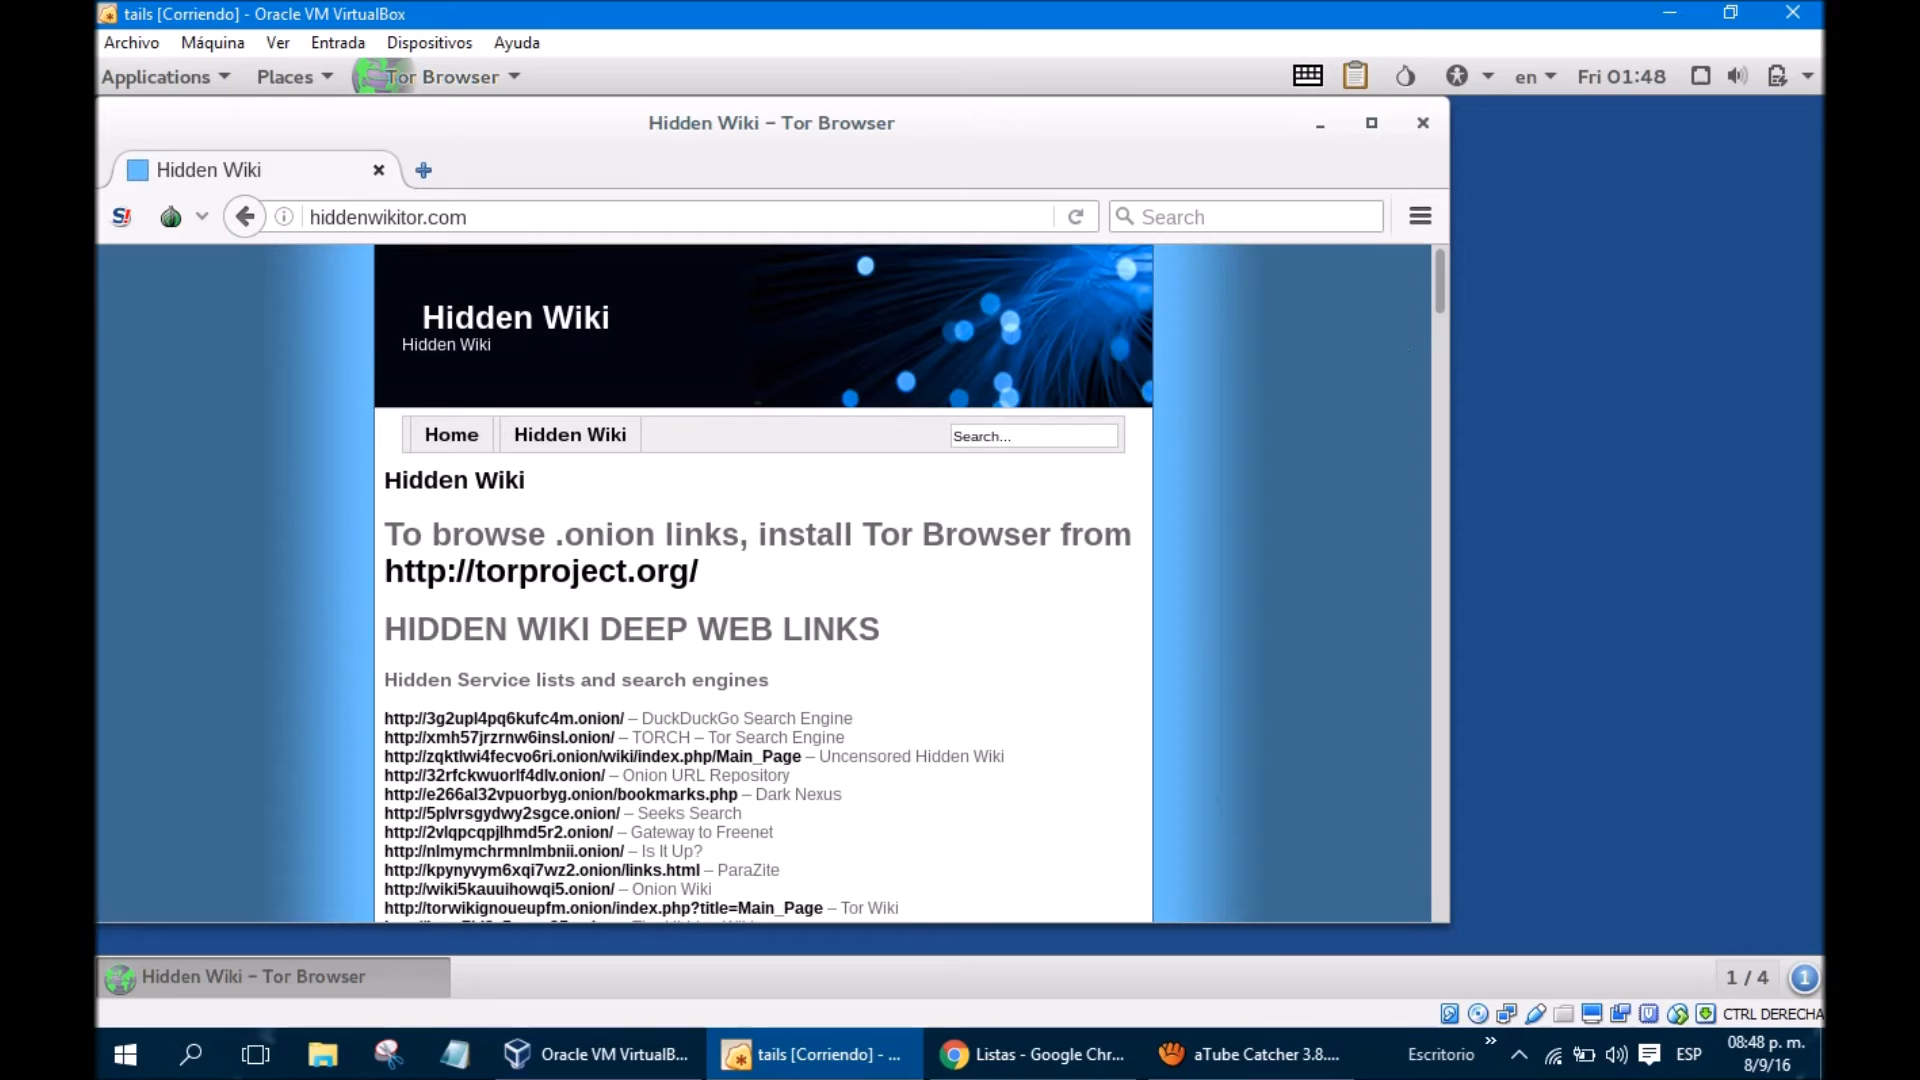 tails [Corriendo] - Oracle VM VirtualBox
Archivo Máquina Ver Entrada Dispositivos Ayuda
Applications Places Tor Browser en Fri 01:48
Hidden Wiki – Tor Browser
Hidden Wiki
S! hiddenwikitor.com Search
Hidden Wiki
Hidden Wiki
Home Hidden Wiki Search...
Hidden Wiki
To browse .onion links, install Tor Browser from
http://torproject.org/
HIDDEN WIKI DEEP WEB LINKS
Hidden Service lists and search engines
http://3g2upl4pq6kufc4m.onion/ – DuckDuckGo Search Engine
http://xmh57jrzrnw6insl.onion/ – TORCH – Tor Search Engine
http://zqktlwi4fecvo6ri.onion/wiki/index.php/Main_Page – Uncensored Hidden Wiki
http://32rfckwuorlf4dlv.onion/ – Onion URL Repository
http://e266al32vpuorbyg.onion/bookmarks.php – Dark Nexus
http://5plvrsgydwy2sgce.onion/ – Seeks Search
http://2vlqpcqpjlhmd5r2.onion/ – Gateway to Freenet
http://nlmymchrmnlmbnii.onion/ – Is It Up?
http://kpynyvym6xqi7wz2.onion/links.html – ParaZite
http://wiki5kauuihowqi5.onion/ – Onion Wiki
http://torwikignoueupfm.onion/index.php?title=Main_Page – Tor Wiki
Hidden Wiki – Tor Browser 1 / 4 1
CTRL DERECHA
Oracle VM VirtualB... tails [Corriendo] - ... Listas - Google Chr... aTube Catcher 3.8.... Escritorio ESP 08:48 p. m.
8/9/16